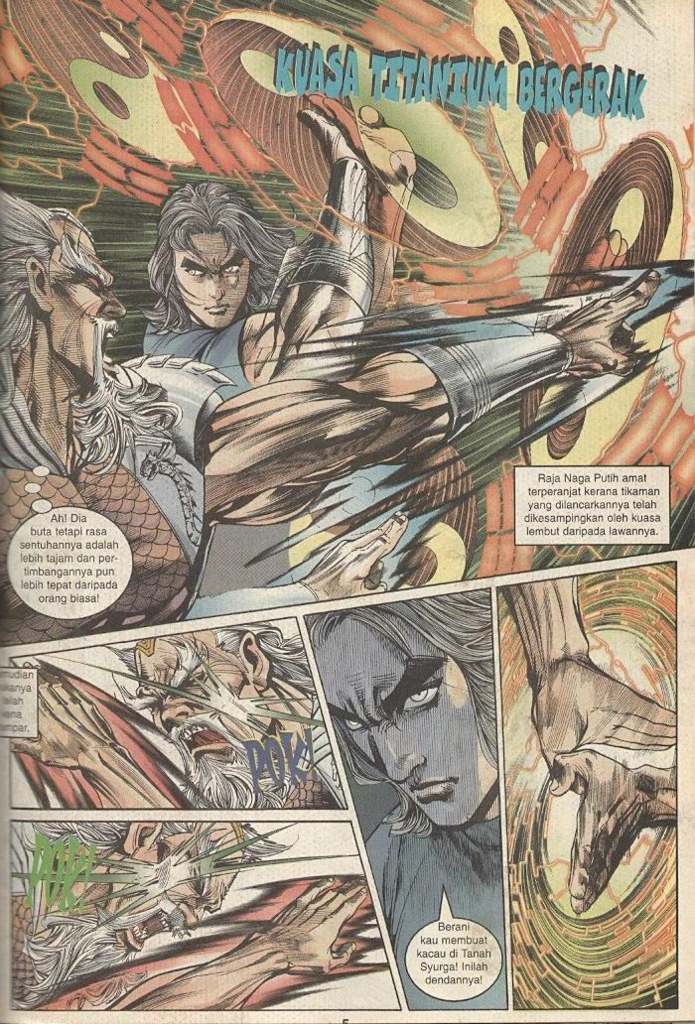 KUASA TITANIUM BERGERAK
Raja Naga Putih amat
terperanjat kerana tikaman
yang dilancarkannya telah
dikesampingkan oleh kuasa
lembut daripada lawannya.
Ah! Dia
buta tetapi rasa
sentuhannya adalah
lebih tajam dan per-
timbangannya pun
lebih tepat daripada
orang biasa!
POK!
POK!
Berani
kau membuat
kacau di Tanah
Syurga! Inilah
dendannya!
5